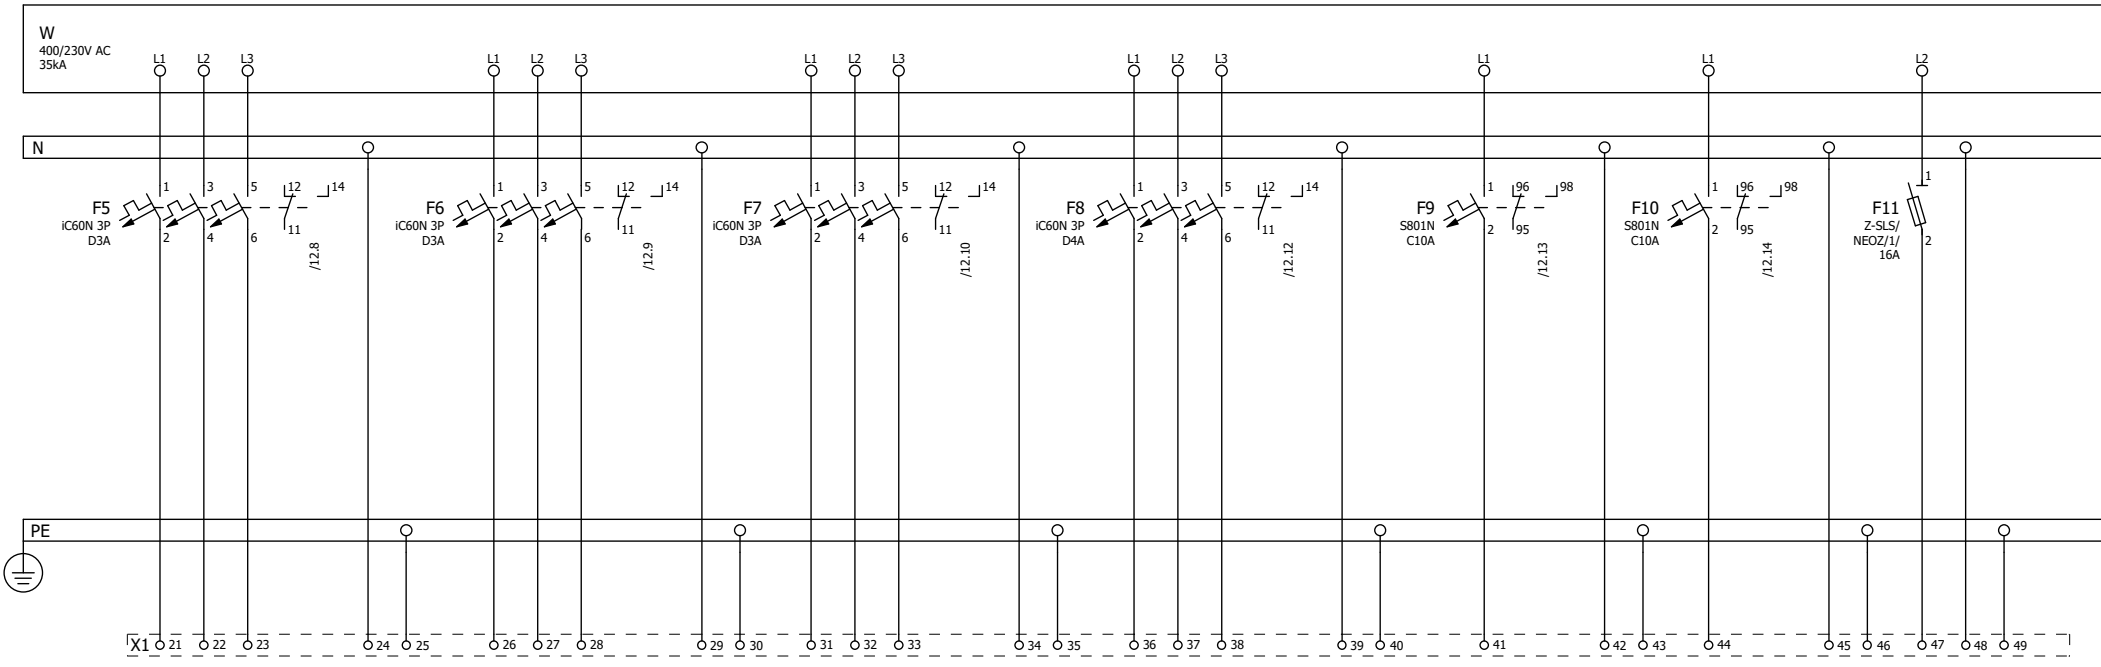 W
400/230V AC
35kA
L1 L2 L3 L1 L2 L3 L1 L2 L3 L1 L2 L3 L1 L1 L2
N
1 3 5 12 14 1 3 5 12 14 1 3 5 12 14 1 3 5 12 14 1 96 98 1 96 98 1
F5 F6 F7 F8 F9 F10 F11
iC60N 3P iC60N 3P iC60N 3P iC60N 3P S801N S801N Z-SLS/
2 4 6 11 2 4 6 11 2 4 6 11 2 4 6 11 2 95 2 95 2
D3A D3A D3A D4A C10A C10A NEOZ/1/
16A
/12.8 /12.9 /12.10 /12.12 /12.13 /12.14
PE
X1 21 22 23 24 25 26 27 28 29 30 31 32 33 34 35 36 37 38 39 40 41 42 43 44 45 46 47 48 49